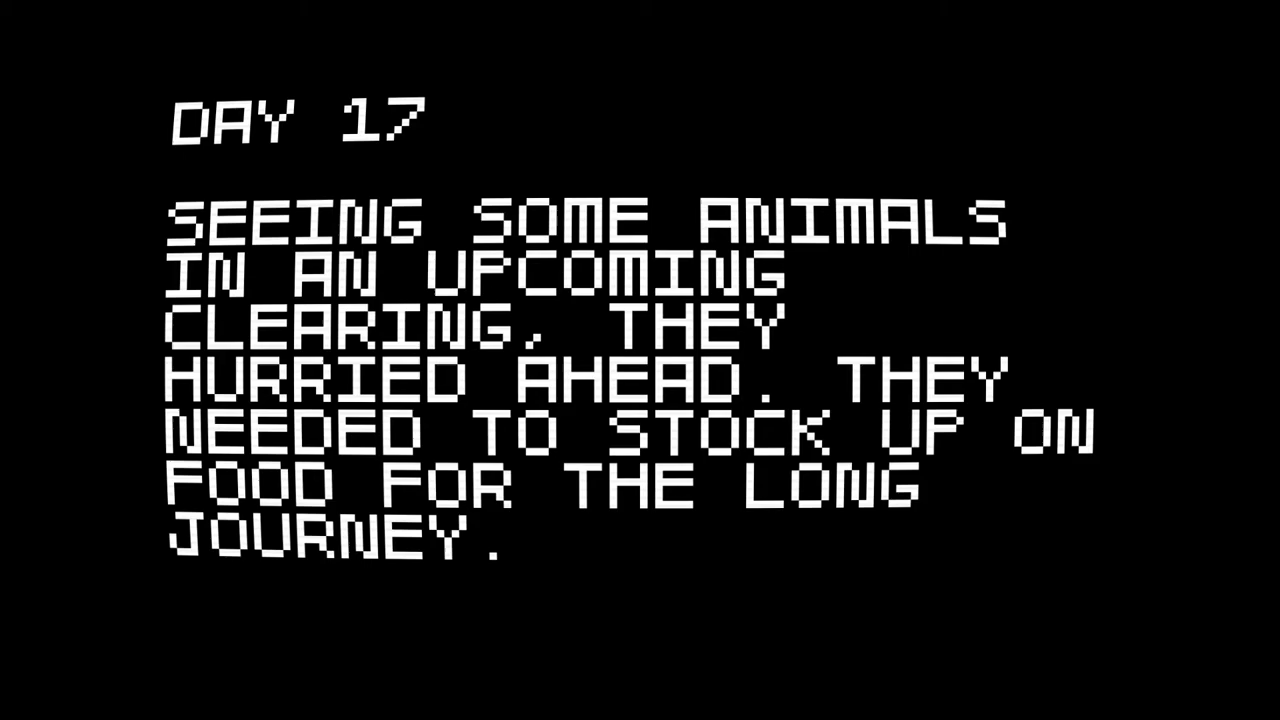 DAY 17
SEEING SOME ANIMALS
IN AN UPCOMING
CLEARING, THEY
HURRIED AHEAD. THEY
NEEDED TO STOCK UP ON
FOOD FOR THE LONG
JOURNEY.